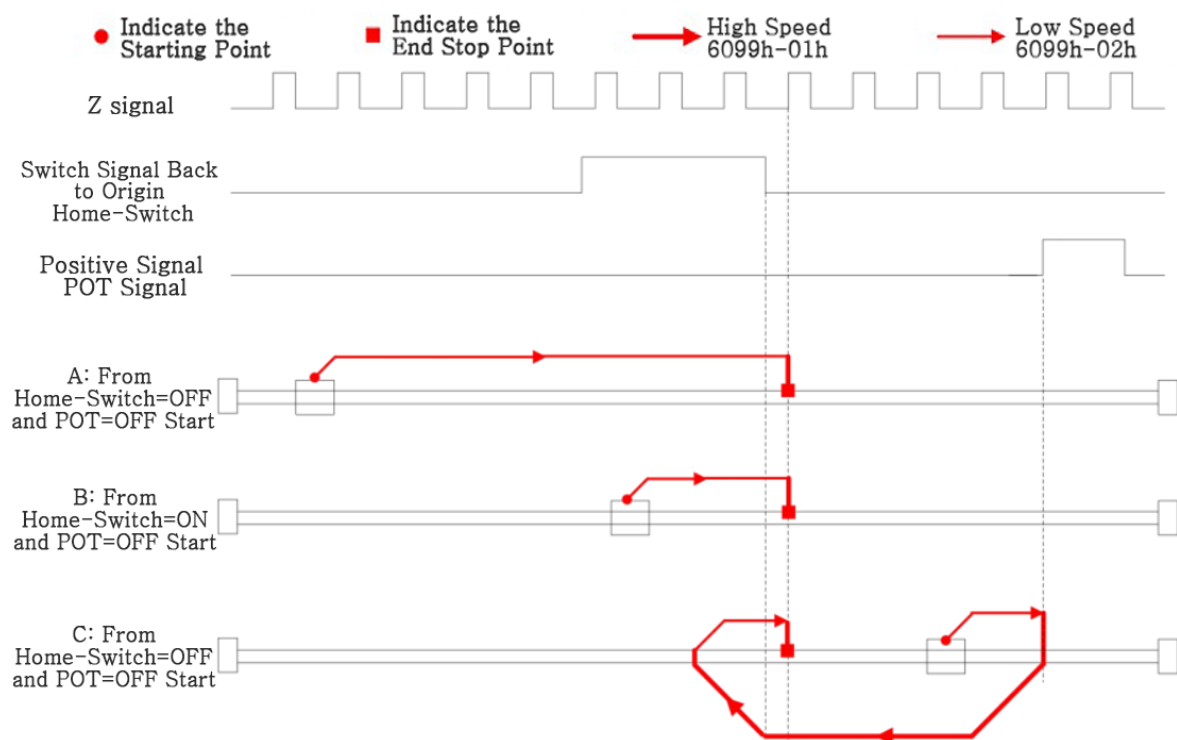 Indicate the
Starting Point
Indicate the
End Stop Point
High Speed
6099h-01h
Low Speed
6099h-02h
Z signal
Switch Signal Back
to Origin
Home-Switch
Positive Signal
POT Signal
A: From
Home-Switch=OFF
and POT=OFF Start
B: From
Home-Switch=ON
and POT=OFF Start
C: From
Home-Switch=OFF
and POT=OFF Start